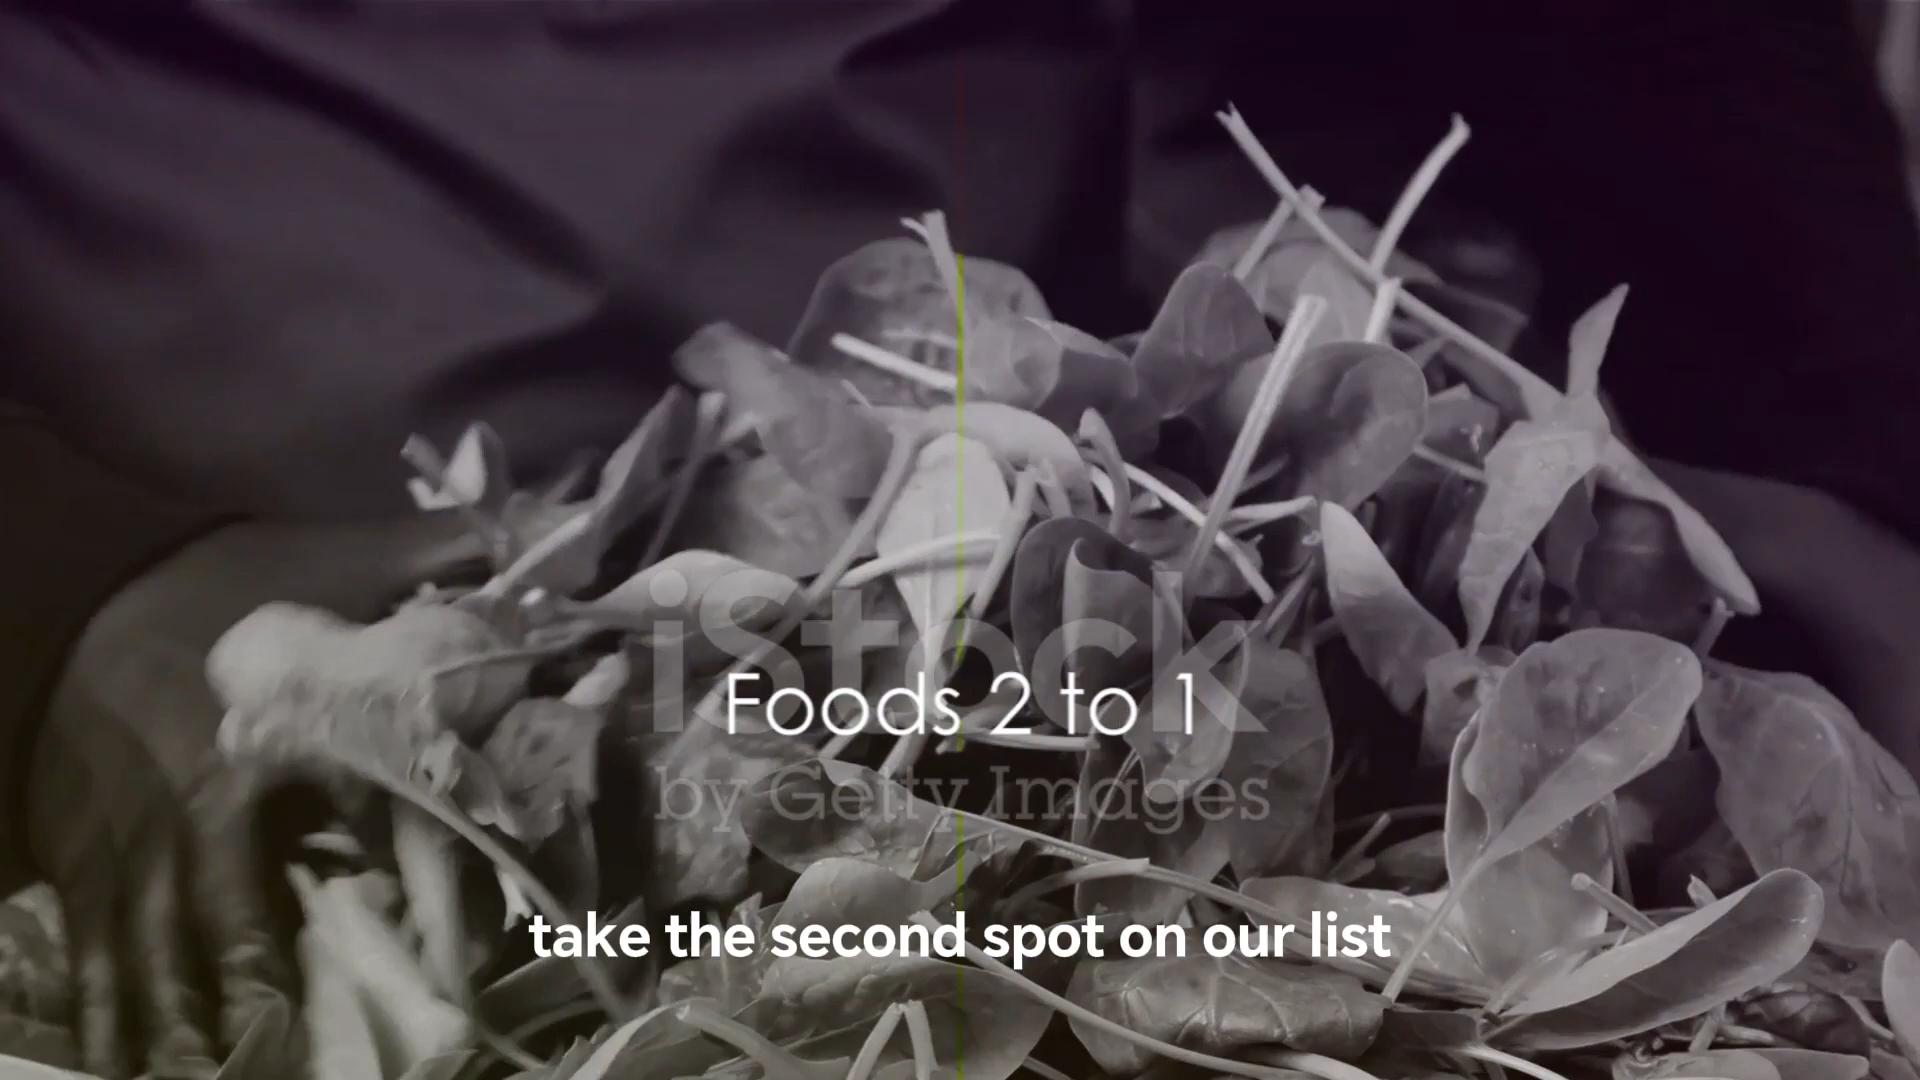 iStock
Foods 2 to 1
by Getty Images
take the second spot on our list